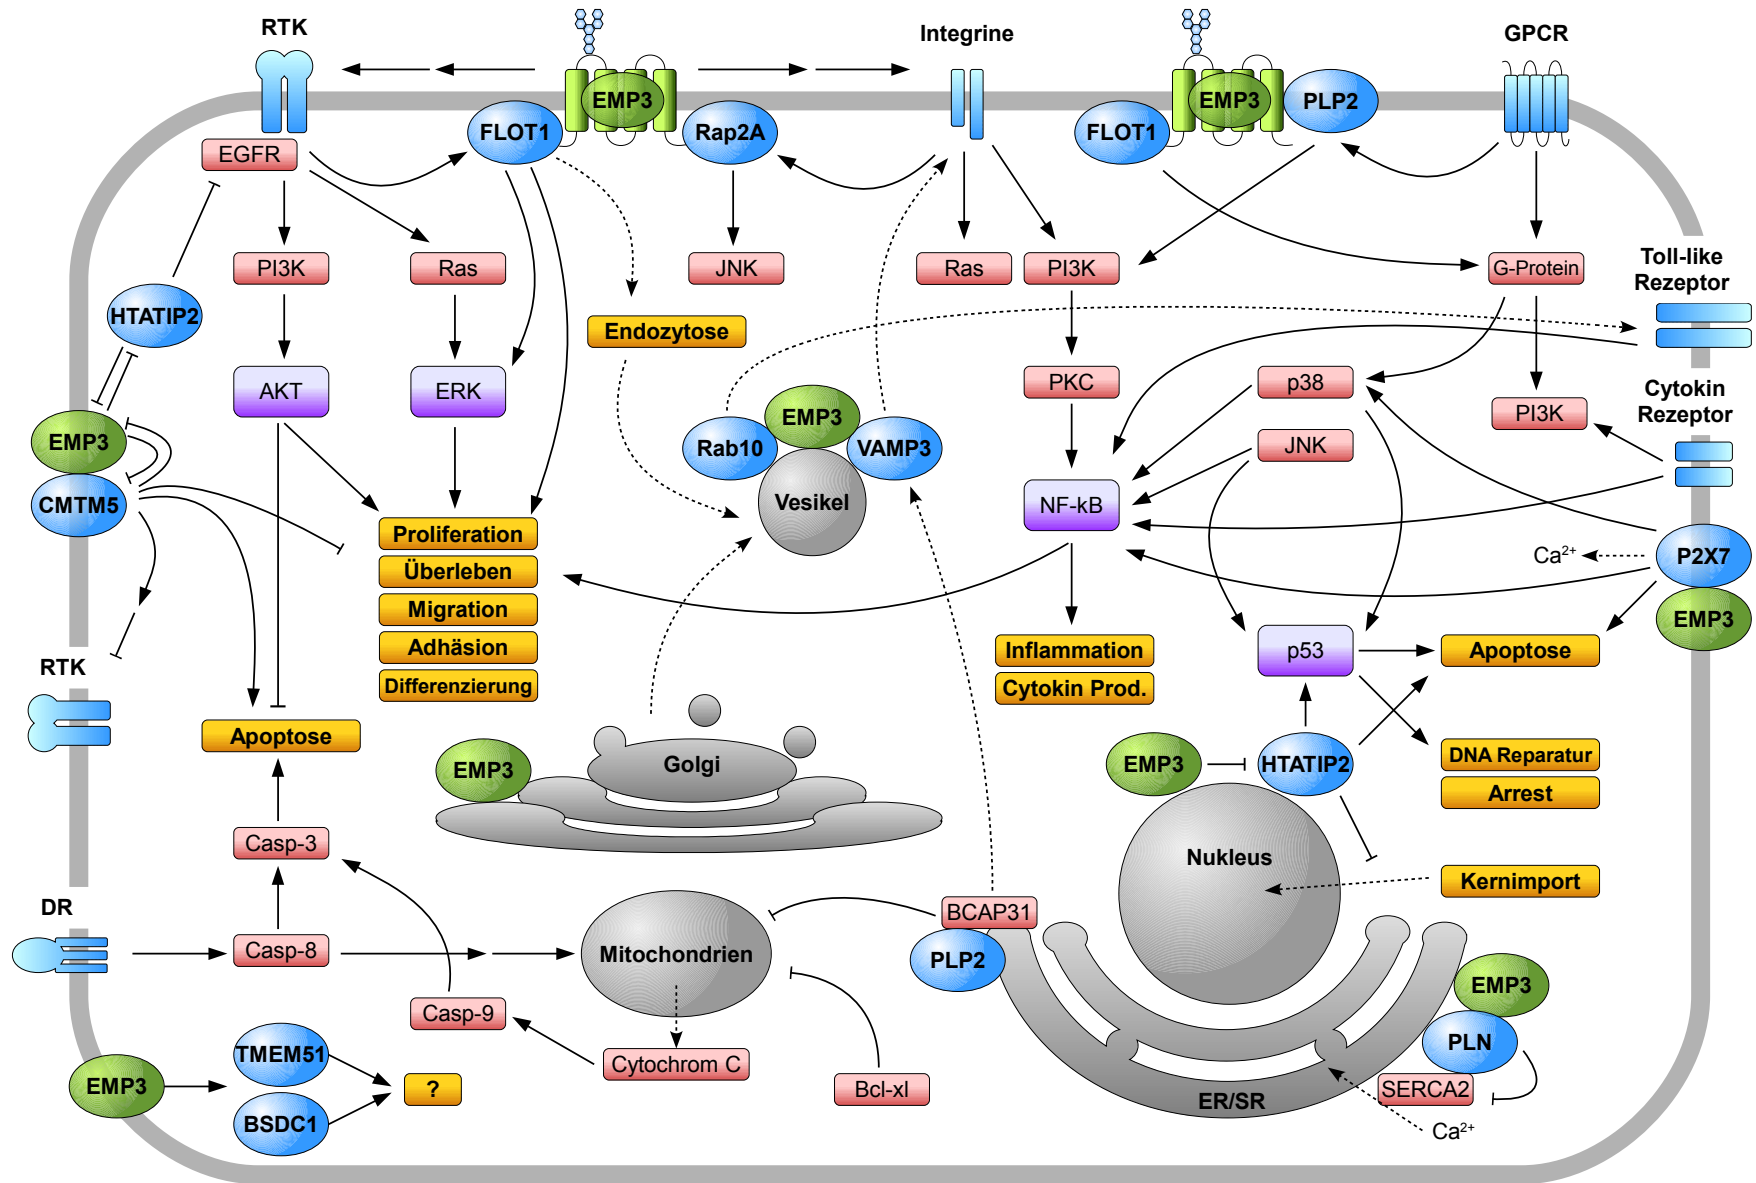 RTK
Integrine
GPCR
EMP3
EMP3
PLP2
FLOT1
Rap2A
FLOT1
EGFR
PI3K
Ras
JNK
Ras
PI3K
G-Protein
Toll-like
Rezeptor
HTATIP2
Endozytose
AKT
ERK
PKC
p38
PI3K
Cytokin
Rezeptor
EMP3
EMP3
Rab10
VAMP3
JNK
CMTM5
Vesikel
NF-kB
Proliferation
Überleben
Migration
Adhäsion
Differenzierung
Ca²⁺
P2X7
EMP3
RTK
Inflammation
Cytokin Prod.
p53
Apoptose
Apoptose
EMP3
Golgi
EMP3
HTATIP2
DNA Reparatur
Arrest
Casp-3
Nukleus
Kernimport
DR
BCAP31
Casp-8
Mitochondrien
PLP2
EMP3
Casp-9
PLN
TMEM51
Cytochrom C
EMP3
?
Bcl-xl
SERCA2
ER/SR
BSDC1
Ca²⁺